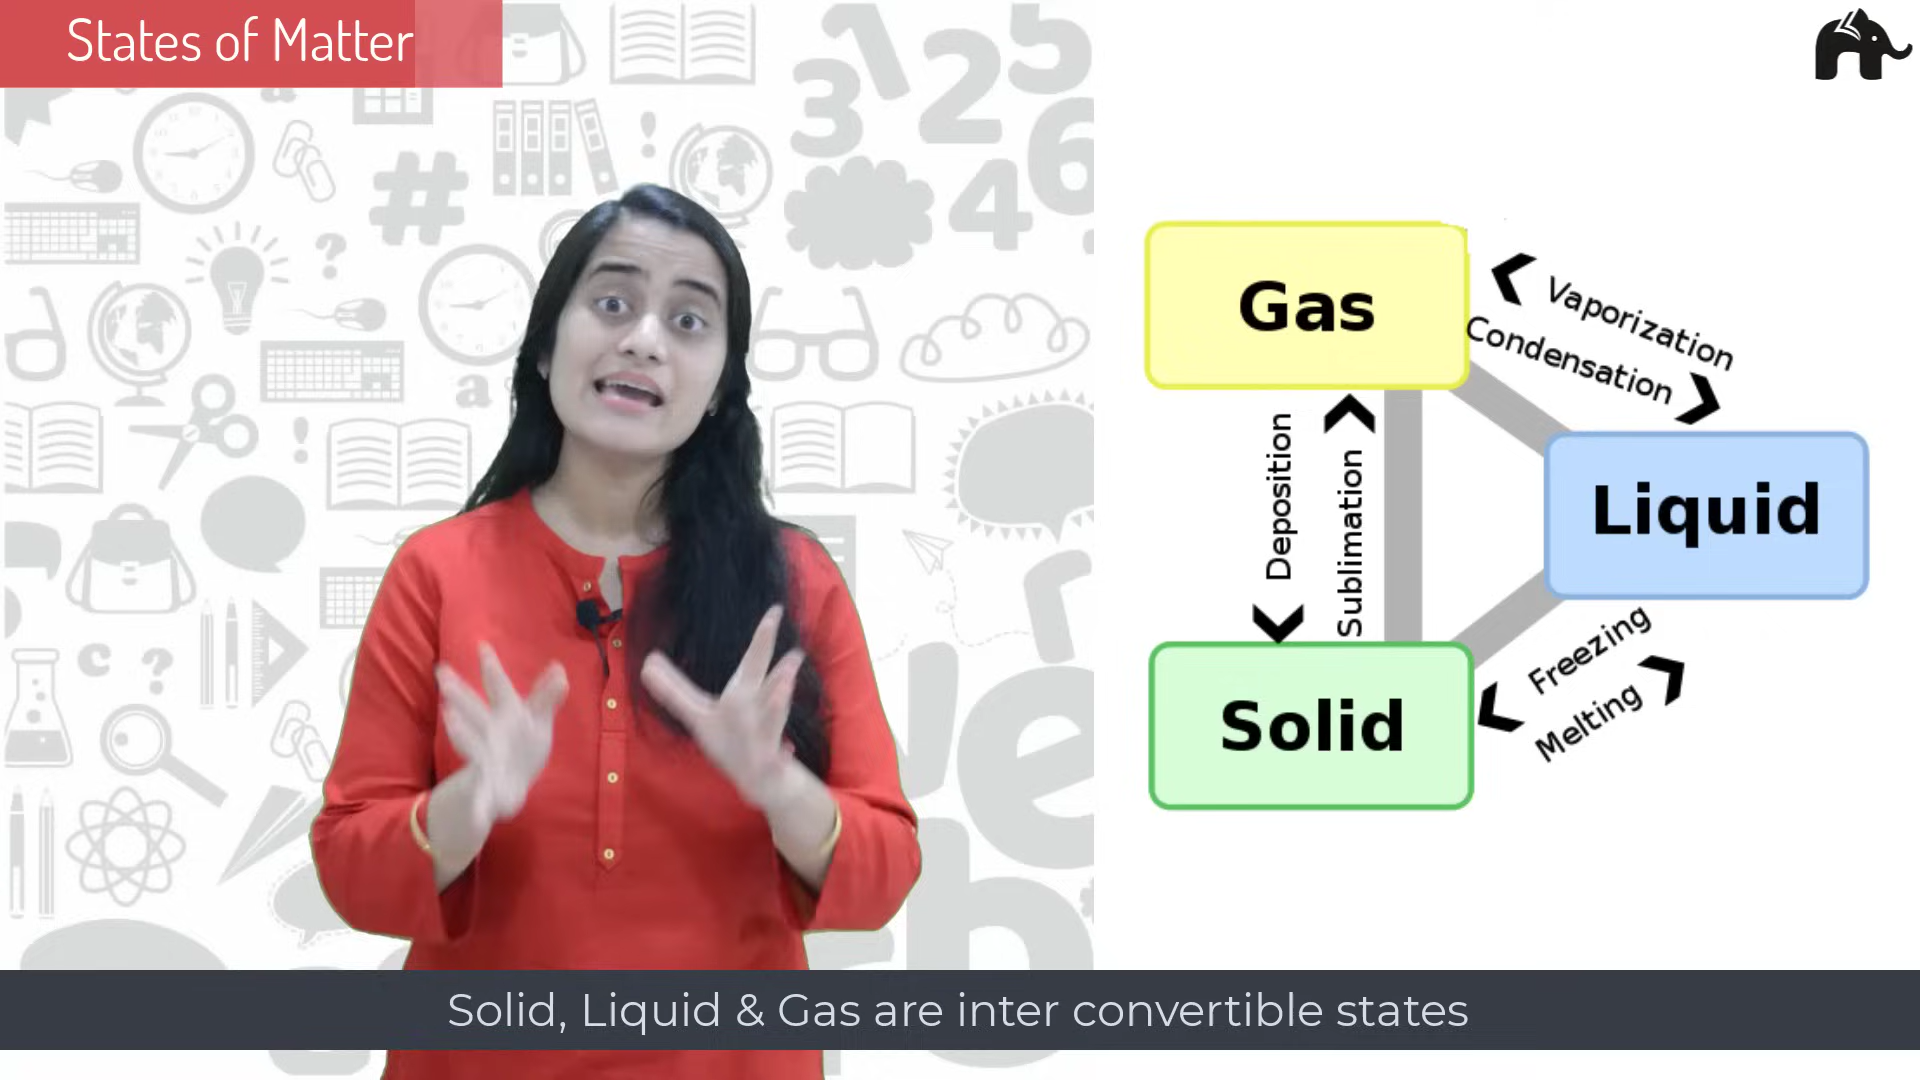 States of Matter
Gas
Vaporization
Condensation
Deposition
Sublimation
Liquid
Freezing
Melting
Solid
Solid, Liquid & Gas are inter convertible states